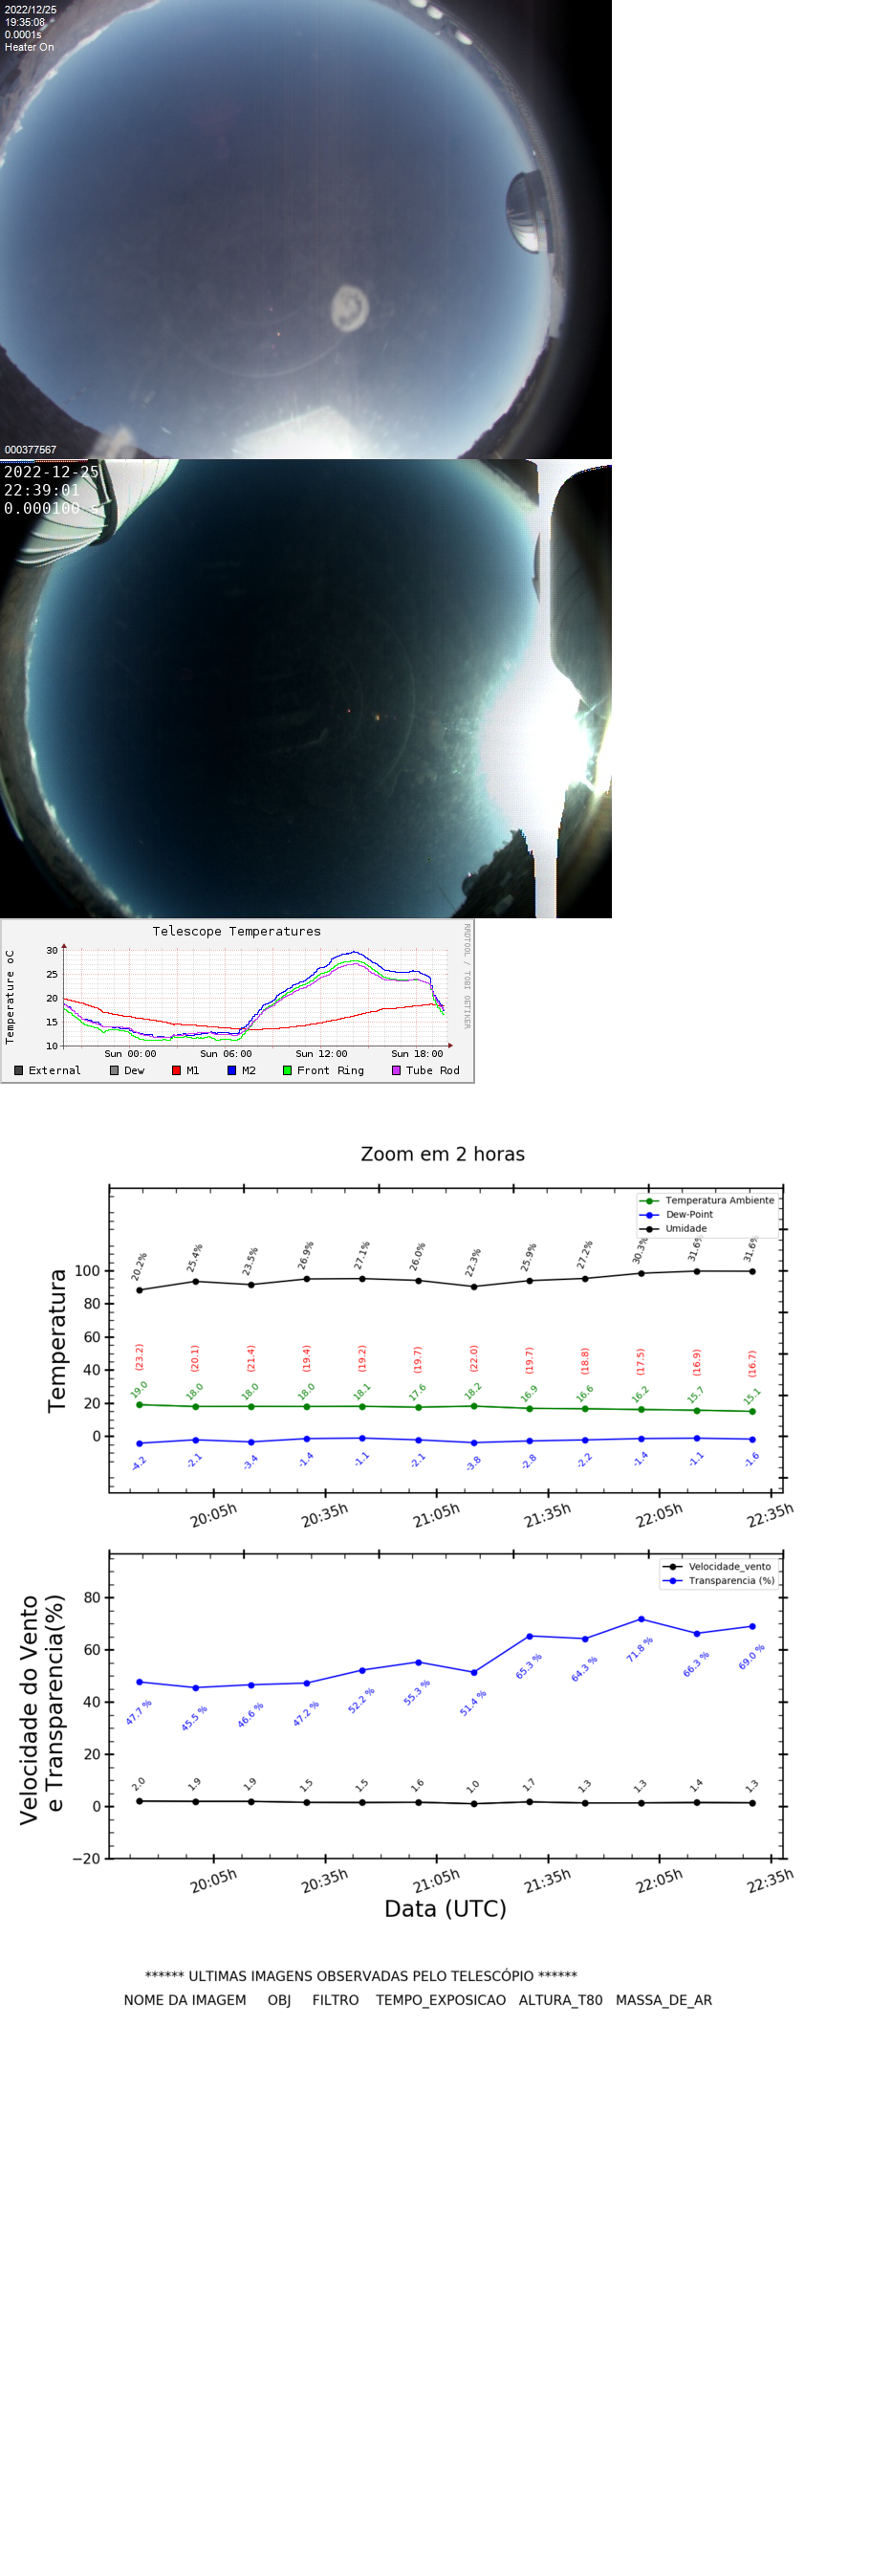 2022/12/25
19:35:08
0.0001s
Heater On
000377567
2022-12-25
22:39:01
0.000100 s
Telescope Temperatures
RRDTOOL / TOBI OETIKER
Temperature oC
30
25
20
15
10
Sun 00:00 Sun 06:00 Sun 12:00 Sun 18:00
External Dew M1 M2 Front Ring Tube Rod
Zoom em 2 horas
Temperatura Ambiente
Dew-Point
Umidade
Temperatura
100
80
60
40
20
0
20.2% 25.4% 23.5% 26.9% 27.1% 26.0% 22.3% 25.9% 27.2% 30.3% 31.6% 31.6%
(23.2) (20.1) (21.4) (19.4) (19.2) (19.7) (22.0) (19.7) (18.8) (17.5) (16.9) (16.7)
19.0 18.0 18.0 18.0 18.1 17.6 18.2 16.9 16.6 16.2 15.7 15.1
-4.2 -2.1 -3.4 -1.4 -1.1 -2.1 -3.8 -2.8 -2.2 -1.4 -1.1 -1.6
20:05h 20:35h 21:05h 21:35h 22:05h 22:35h
Velocidade_vento
Transparencia (%)
Velocidade do Vento
e Transparencia(%)
80
60
40
20
0
−20
47.7 % 45.5 % 46.6 % 47.2 % 52.2 % 55.3 % 51.4 % 65.3 % 64.3 % 71.8 % 66.3 % 69.0 %
2.0 1.9 1.9 1.5 1.5 1.6 1.0 1.7 1.3 1.3 1.4 1.3
20:05h 20:35h 21:05h 21:35h 22:05h 22:35h
Data (UTC)
****** ULTIMAS IMAGENS OBSERVADAS PELO TELESCÓPIO ******
NOME DA IMAGEM OBJ FILTRO TEMPO_EXPOSICAO ALTURA_T80 MASSA_DE_AR